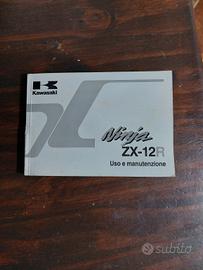 Kawasaki
Ninja
ZX-12R
Uso e manutenzione
subito